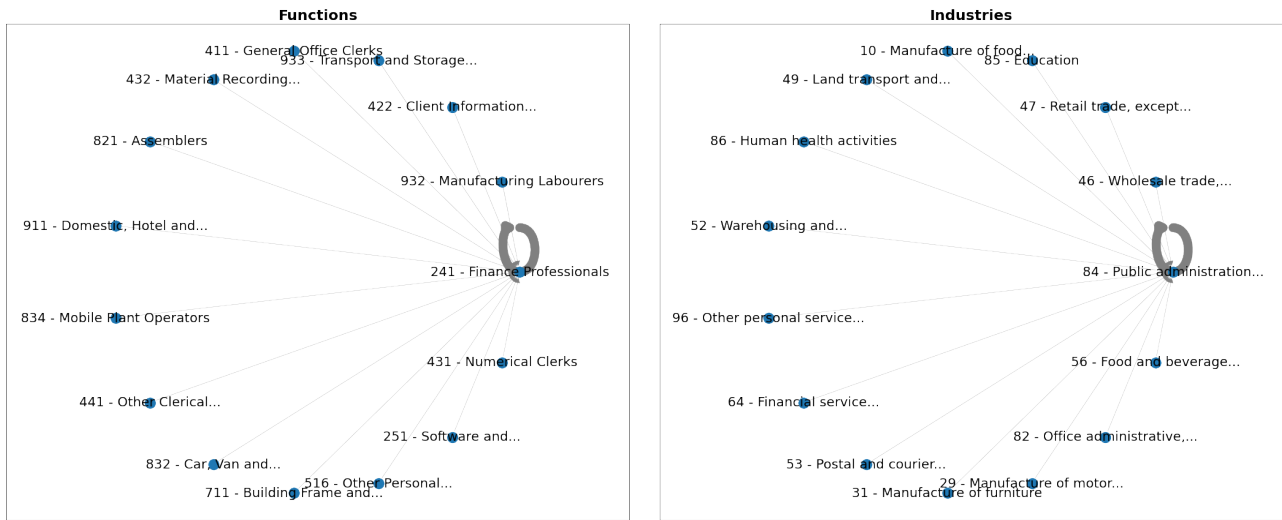 Functions
411 - General Office Clerks
933 - Transport and Storage...
432 - Material Recording...
422 - Client Information...
821 - Assemblers
932 - Manufacturing Labourers
911 - Domestic, Hotel and...
241 - Finance Professionals
834 - Mobile Plant Operators
431 - Numerical Clerks
441 - Other Clerical...
251 - Software and...
832 - Car, Van and...
516 - Other Personal...
711 - Building Frame and...
Industries
10 - Manufacture of food...
85 - Education
49 - Land transport and...
47 - Retail trade, except...
86 - Human health activities
46 - Wholesale trade,...
52 - Warehousing and...
84 - Public administration...
96 - Other personal service...
56 - Food and beverage...
64 - Financial service...
82 - Office administrative,...
53 - Postal and courier...
29 - Manufacture of motor...
31 - Manufacture of furniture